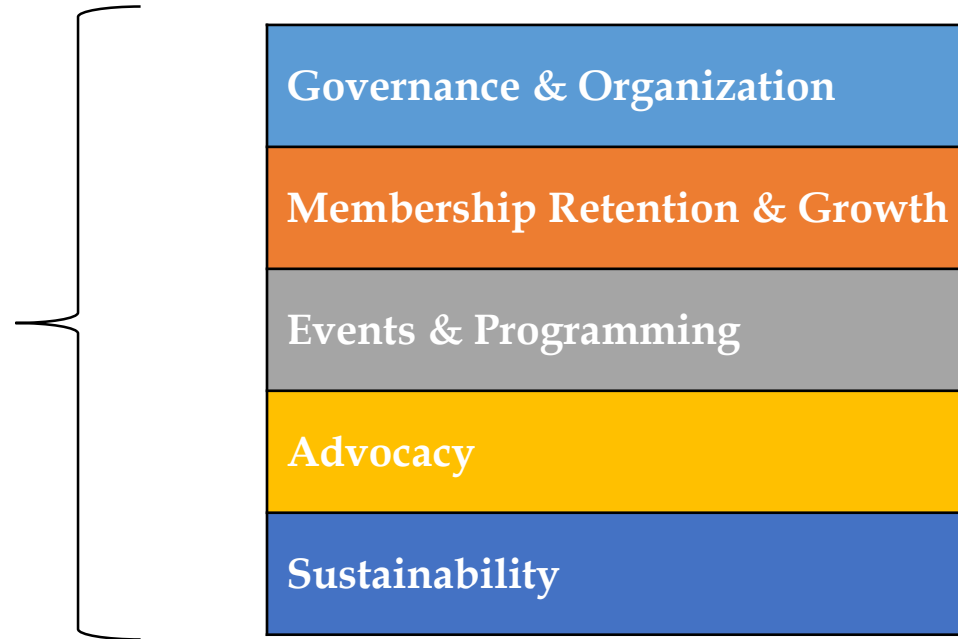 Governance & Organization
Membership Retention & Growth
Events & Programming
Advocacy
Sustainability